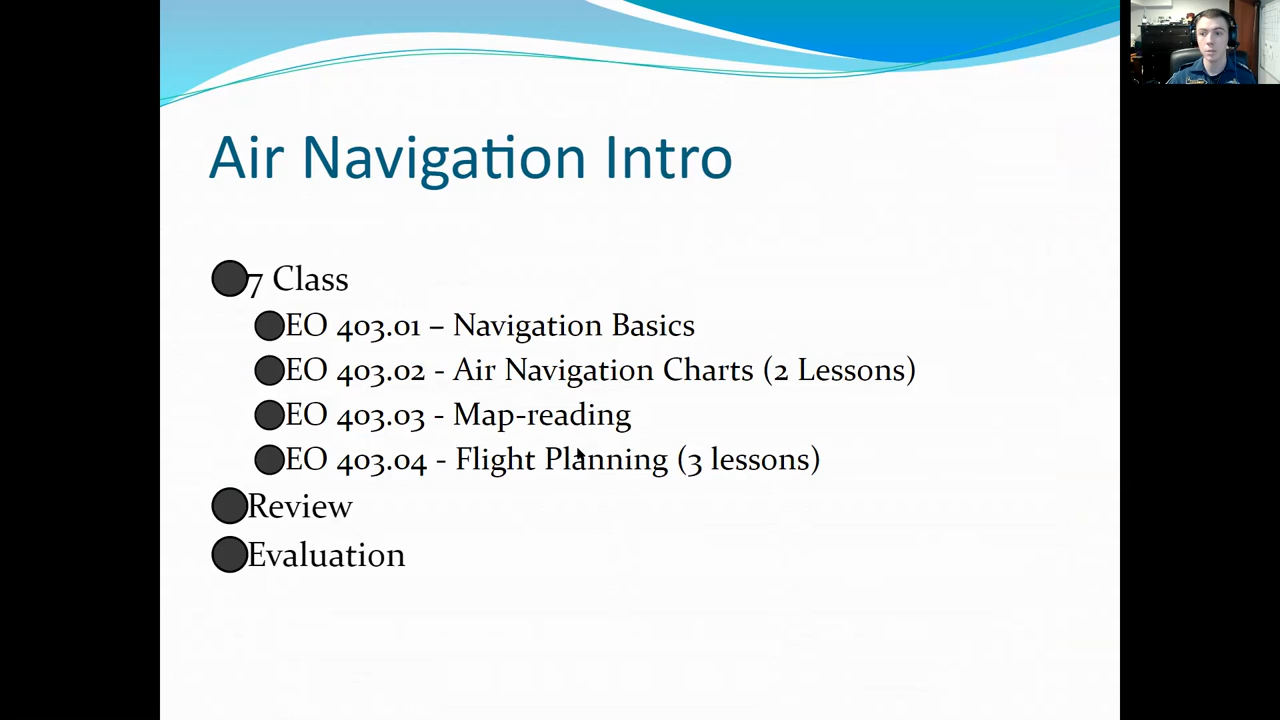 Air Navigation Intro
7 Class
EO 403.01 – Navigation Basics
EO 403.02 - Air Navigation Charts (2 Lessons)
EO 403.03 - Map-reading
EO 403.04 - Flight Planning (3 lessons)
Review
Evaluation